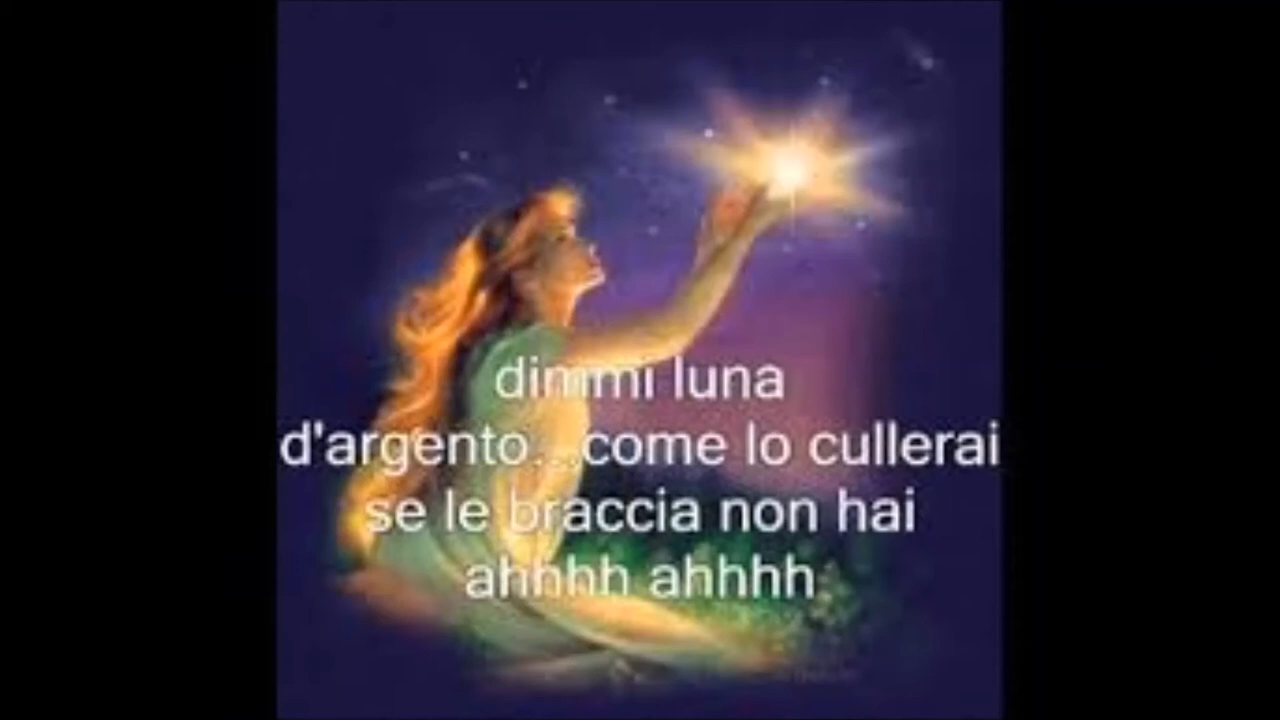 dimmi luna
d'argento...come lo cullerai
se le braccia non hai
ahhhh ahhhh